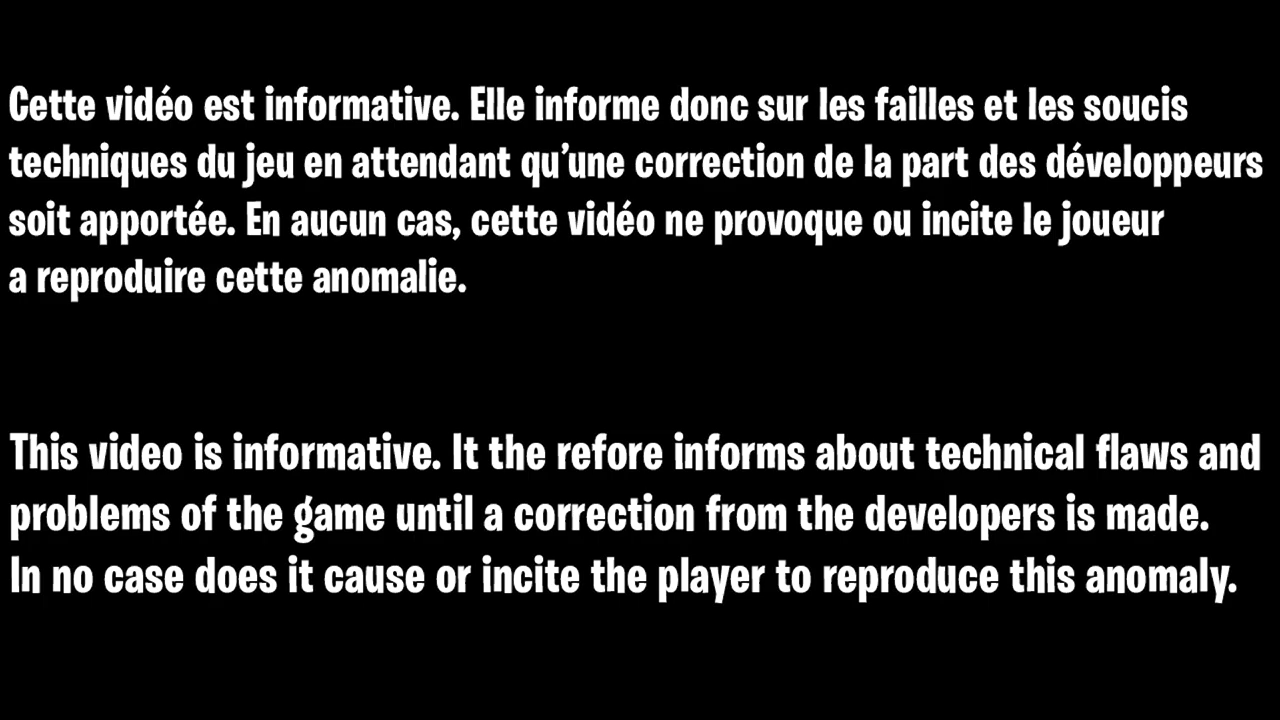 Cette vidéo est informative. Elle informe donc sur les failles et les soucis
techniques du jeu en attendant qu'une correction de la part des développeurs
soit apportée. En aucun cas, cette vidéo ne provoque ou incite le joueur
a reproduire cette anomalie.
This video is informative. It the refore informs about technical flaws and
problems of the game until a correction from the developers is made.
In no case does it cause or incite the player to reproduce this anomaly.